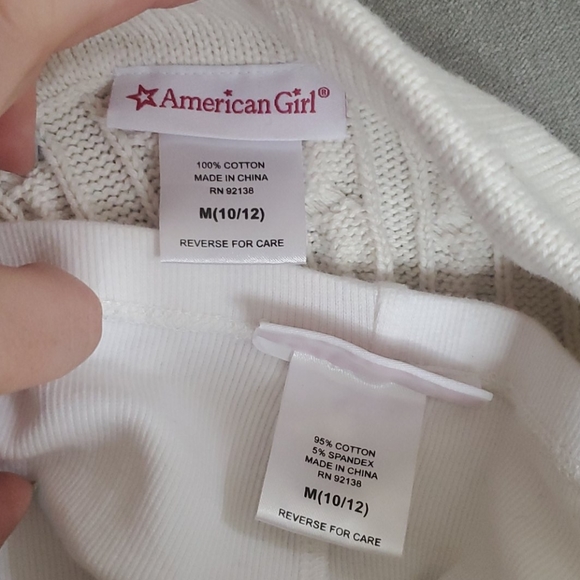 American Girl®
100% COTTON
MADE IN CHINA
RN 92138
M(10/12)
REVERSE FOR CARE
95% COTTON
5% SPANDEX
MADE IN CHINA
RN 92138
M(10/12)
REVERSE FOR CARE